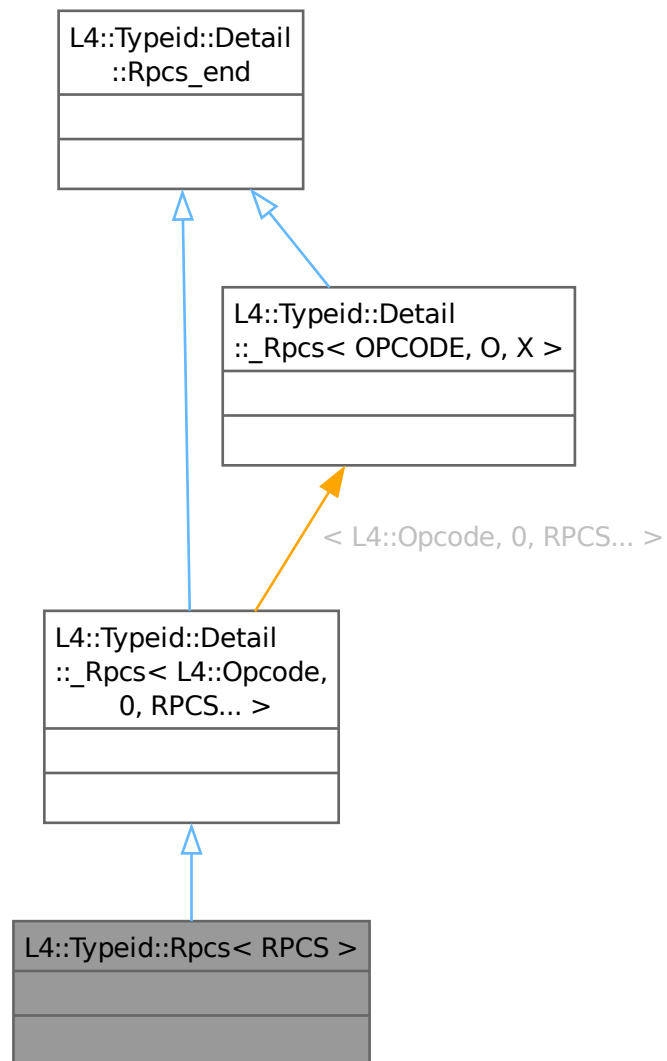 L4::Typeid::Detail
::Rpcs_end
L4::Typeid::Detail
::_Rpcs< OPCODE, O, X >
< L4::Opcode, 0, RPCS... >
L4::Typeid::Detail
::_Rpcs< L4::Opcode,
0, RPCS... >
L4::Typeid::Rpcs< RPCS >